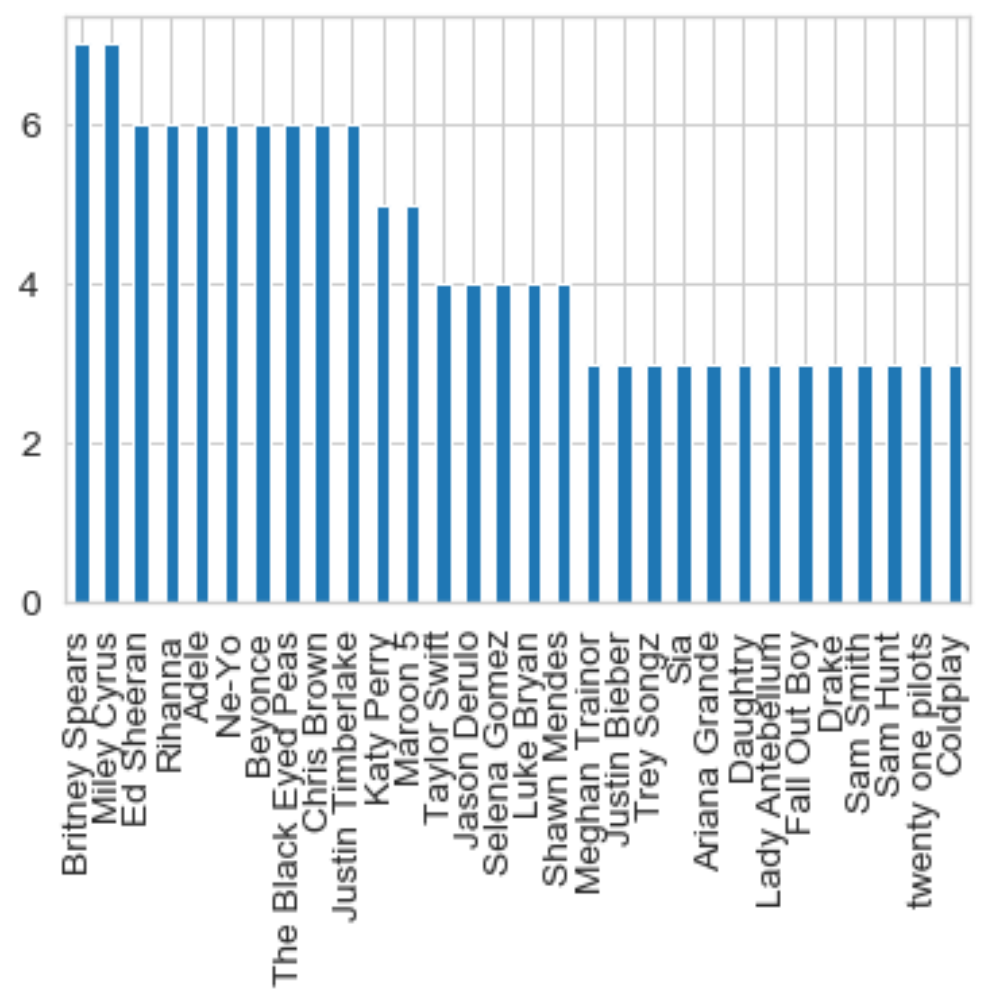 6
4
2
0
Britney Spears
Miley Cyrus
Ed Sheeran
Rihanna
Adele
Ne-Yo
Beyonce
The Black Eyed Peas
Chris Brown
Justin Timberlake
Katy Perry
Maroon 5
Taylor Swift
Jason Derulo
Selena Gomez
Luke Bryan
Shawn Mendes
Meghan Trainor
Justin Bieber
Trey Songz
Sia
Ariana Grande
Daughtry
Lady Antebellum
Fall Out Boy
Drake
Sam Smith
Sam Hunt
twenty one pilots
Coldplay